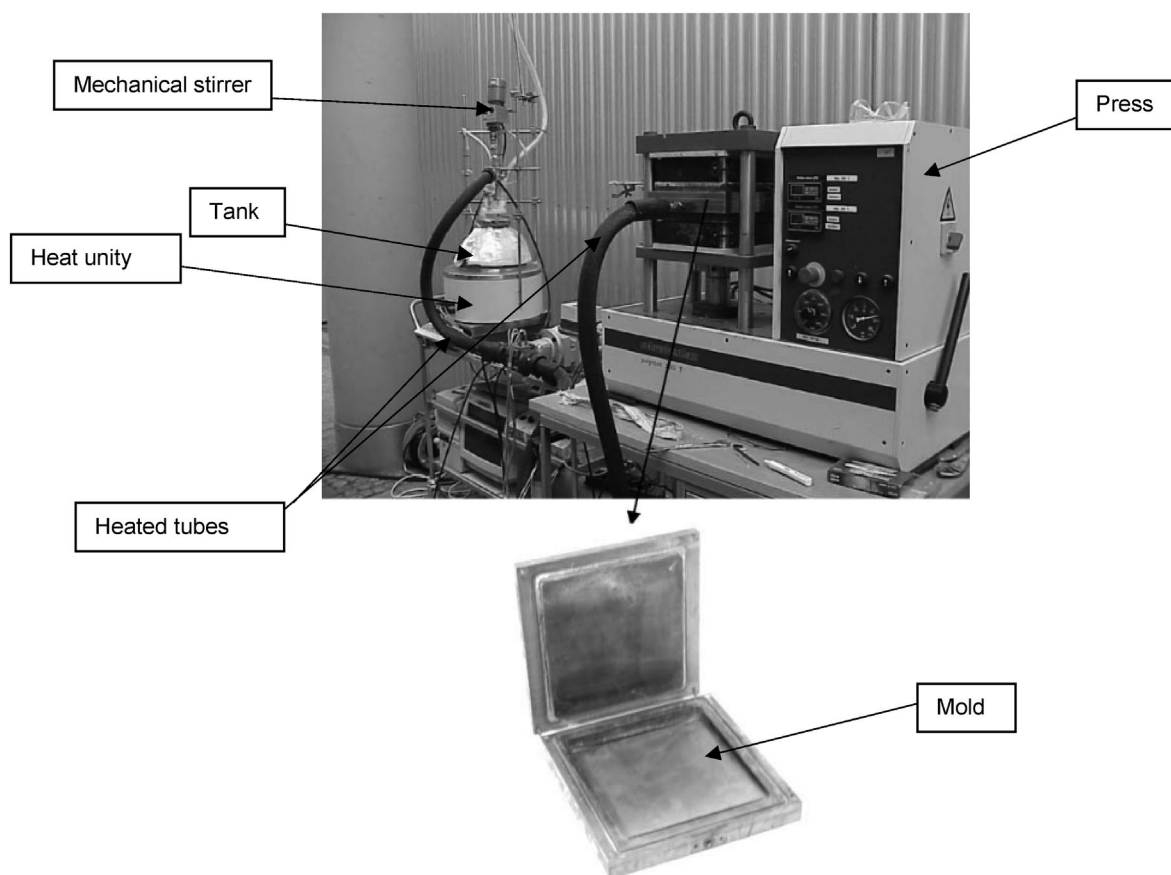 Mechanical stirrer
Press
Tank
Heat unity
Heated tubes
Mold